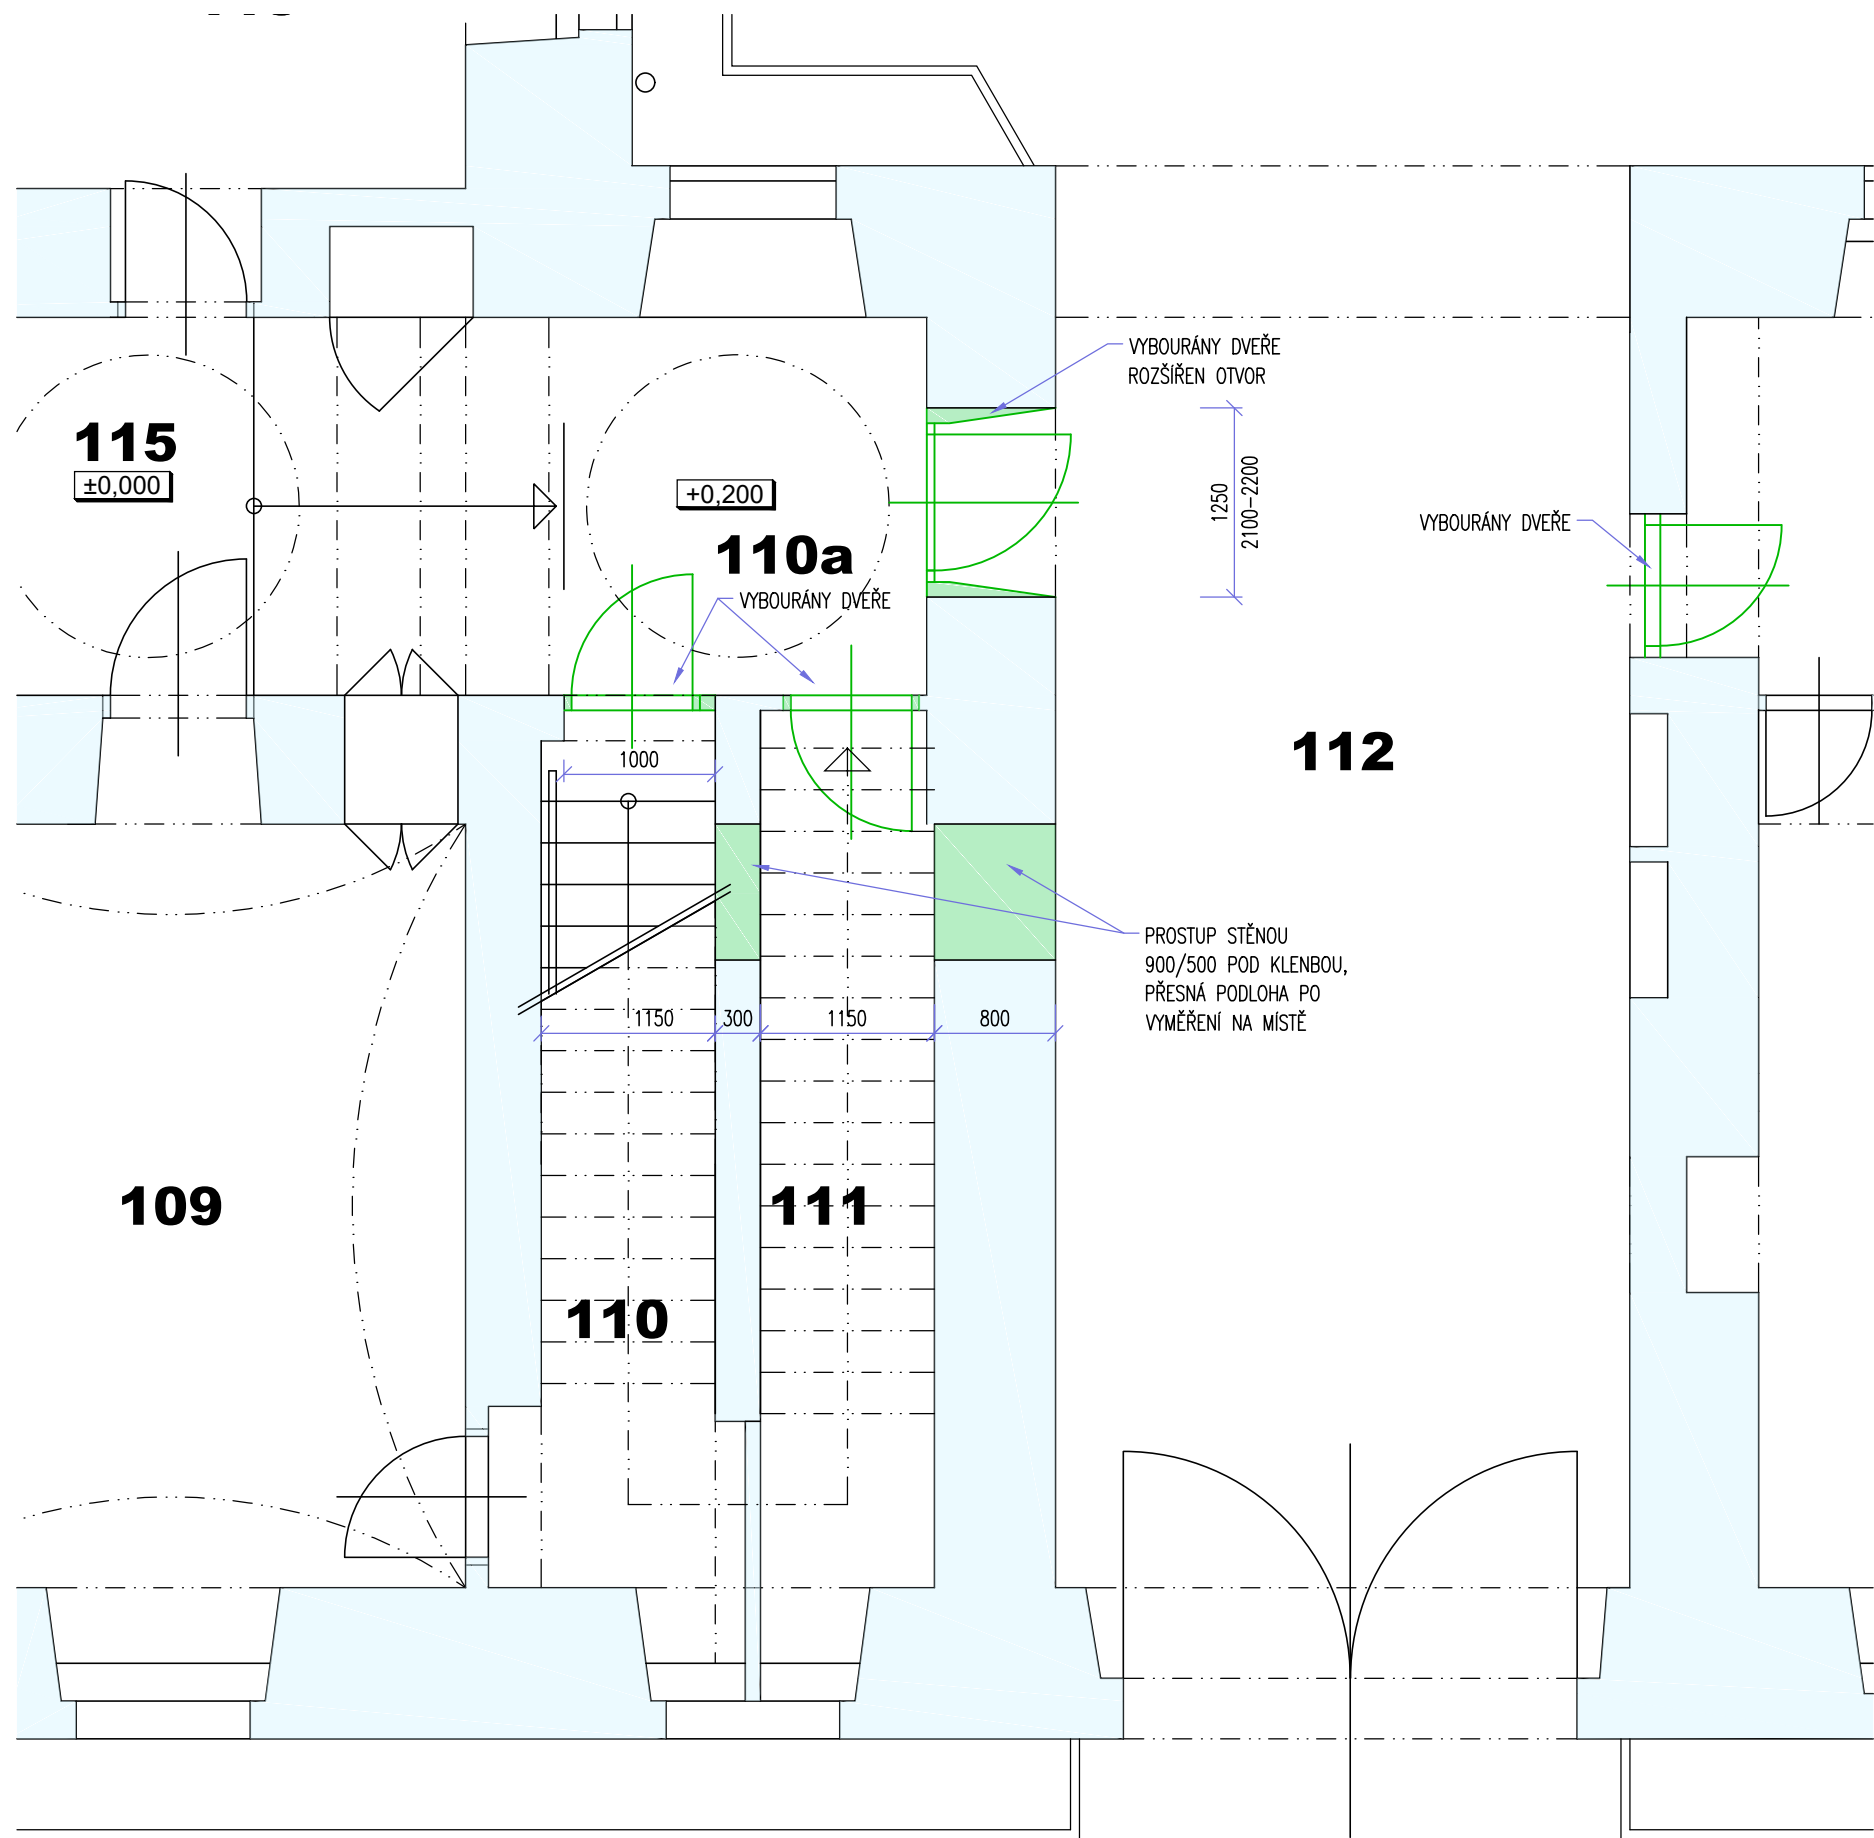 VYBOURÁNY DVEŘE
ROZŠÍŘEN OTVOR
115
±0,000
+0,200
110a
VYBOURÁNY DVEŘE
1250
2100-2200
VYBOURÁNY DVEŘE
1000
112
PROSTUP STĚNOU
900/500 POD KLENBOU,
PŘESNÁ PODLOHA PO
VYMĚŘENÍ NA MÍSTĚ
1150
300
1150
800
109
111
110